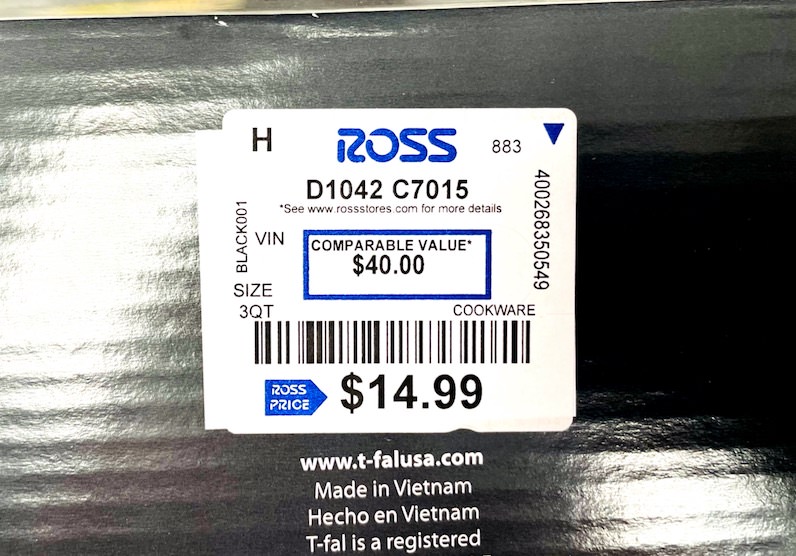 H
ROSS
883
D1042 C7015
*See www.rossstores.com for more details
400268350549
BLACK001
VIN
COMPARABLE VALUE*
$40.00
SIZE
3QT
COOKWARE
ROSS
PRICE
$14.99
www.t-falusa.com
Made in Vietnam
Hecho en Vietnam
T-fal is a registered